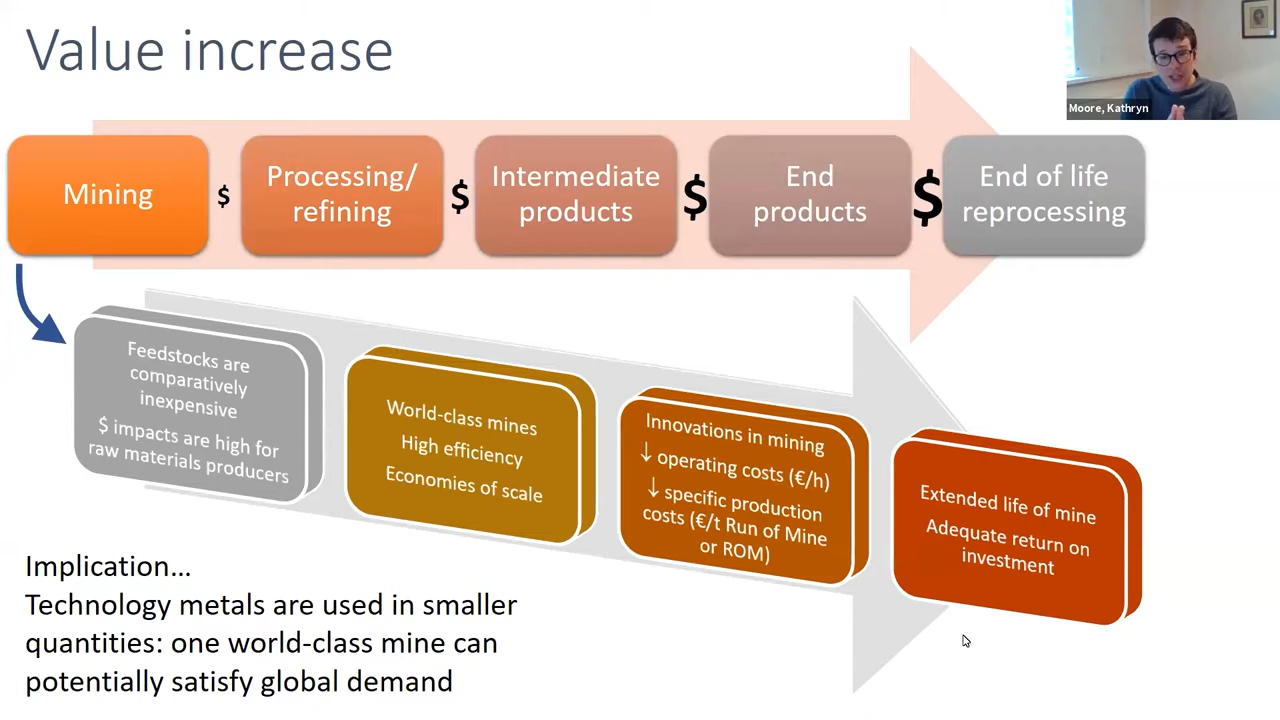 Value increase
Moore, Kathryn
Mining
$
Processing/
refining
$
Intermediate
products
$
End
products
$
End of life
reprocessing
Feedstocks are
comparatively
inexpensive
$ impacts are high for
raw materials producers
World-class mines
High efficiency
Economies of scale
Innovations in mining
↓ operating costs (€/h)
↓ specific production
costs (€/t Run of Mine
or ROM)
Extended life of mine
Adequate return on
investment
Implication...
Technology metals are used in smaller
quantities: one world-class mine can
potentially satisfy global demand